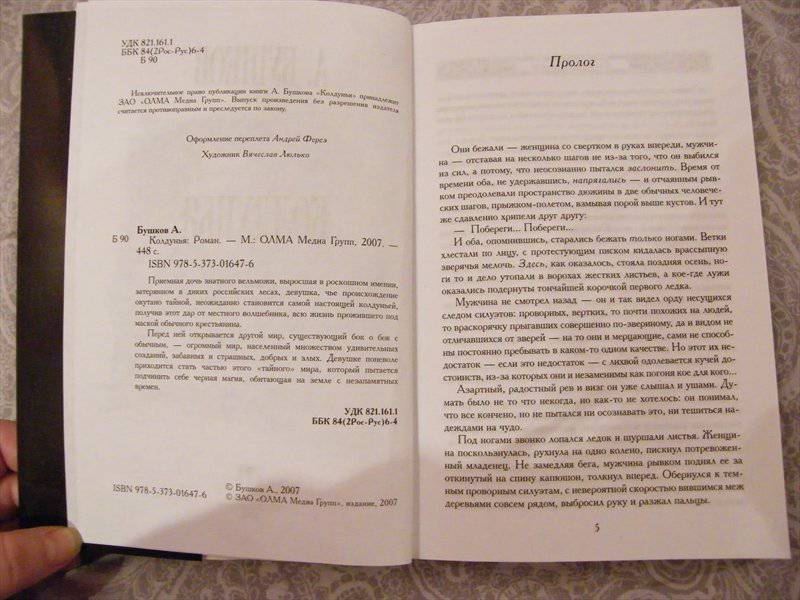 УДК 821.161.1
ББК 84(2Рос-Рус)6-4
Б 90
Исключительное право публикации книги А. Бушкова «Колдунья» принадлежит
ЗАО «ОЛМА Медиа Групп». Выпуск произведения без разрешения издателя
считается противоправным и преследуется по закону.
Оформление переплета Андрей Ферез
Художник Вячеслав Люлько
Бушков А.
Б 90
Колдунья: Роман. — М.: ОЛМА Медиа Групп, 2007. —
448 с.
ISBN 978-5-373-01647-6
Приемная дочь знатного вельможи, выросшая в роскошном имении,
затерянном в диких российских лесах, девушка, чье происхождение
окутано тайной, неожиданно становится самой настоящей колдуньей,
получив этот дар от местного волшебника, всю жизнь прожившего под
маской обычного крестьянина.
Перед ней открывается другой мир, существующий бок о бок с
обычным, — огромный мир, населенный множеством удивительных
созданий, забавных и страшных, добрых и злых. Девушке поневоле
приходится стать частью этого «тайного» мира, который пытается
подчинить себе черная магия, обитающая на земле с незапамятных
времен.
УДК 821.161.1
ББК 84(2Рос-Рус)6-4
ISBN 978-5-373-01647-6
© Бушков А., 2007
© ЗАО «ОЛМА Медиа Групп», издание, 2007
Пролог
Они бежали — женщина со свертком в руках впереди, мужчи-
на — отставая на несколько шагов не из-за того, что он выбился
из сил, а потому, что неосознанно пытался заслонить. Время от
времени оба, не удержавшись, напрягались — и отчаянным рыв-
ком преодолевали пространство дюжины в две обычных человечес-
ких шагов, прыжком-полетом, взмывая порой выше кустов. И тут
же сдавленно хрипели друг другу:
— Побереги... Побереги...
И оба, опомнившись, старались бежать только ногами. Ветки
хлестали по лицу, с протестующим писком кидалась врассыпную
зверячья мелочь. Здесь, как оказалось, стояла поздняя осень, но-
ги то и дело утопали в ворохах жестких листьев, а кое-где лужи
оказались подернуты тончайшей корочкой первого ледка.
Мужчина не смотрел назад — он и так видел орду несущихся
следом силуэтов: проворных, вертких, то почти похожих на людей,
то враскорячку прыгавших совершенно по-звериному, да и видом не
отличавшихся от зверей — на то они и мерцающие, сами не способ-
ны постоянно пребывать в каком-то одном качестве. Но этот их не-
достаток — если это недостаток — с лихвой одолевается кучей до-
стоинств, из-за которых они и незаменимы как погоня кое для кого...
Азартный, радостный рев и визг он уже слышал и ушами. Ду-
мать было не то что некогда, но как-то не хотелось: он понимал,
что все кончено, но не пытался ни осознавать это, ни тешиться на-
деждами на чудо.
Под ногами звонко лопался ледок и шуршали листья. Женщи-
на поскользнулась, рухнула на одно колено, пискнул потревожен-
ный младенец. Не замедляя бега, мужчина рывком поднял ее за
откинутый на спину капюшон, толкнул вперед. Обернулся к тем-
ным проворным силуэтам, с невероятной скоростью вившимся меж
деревьями совсем рядом, выбросил руку и разжал пальцы.
5